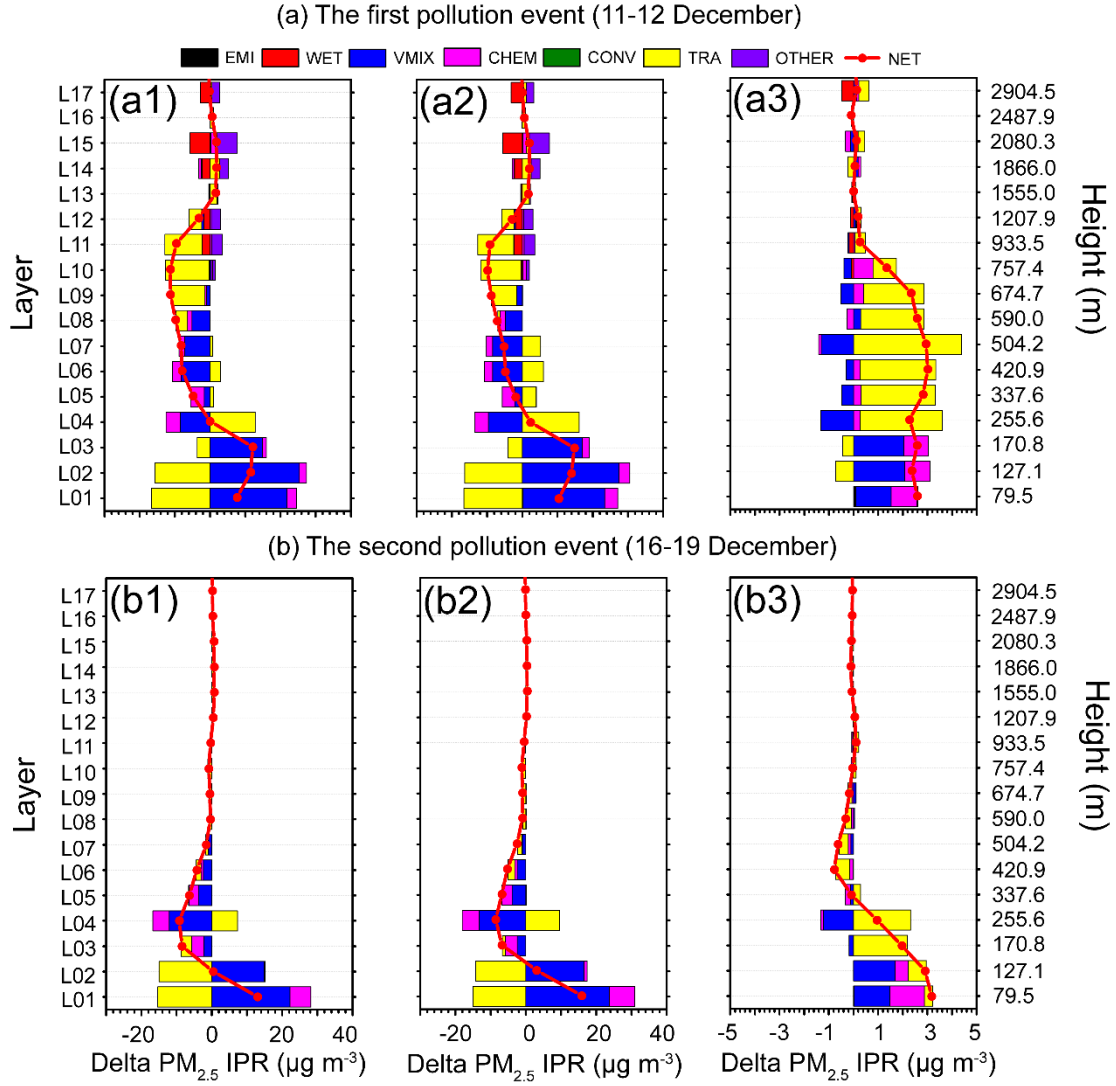 (a) The first pollution event (11-12 December)
EMI WET VMIX CHEM CONV TRA OTHER NET
(a1) (a2) (a3)
L17 2904.5
L16 2487.9
L15 2080.3
L14 1866.0
L13 1555.0
L12 1207.9
L11 933.5
L10 757.4
L09 674.7
L08 590.0
L07 504.2
L06 420.9
L05 337.6
L04 255.6
L03 170.8
L02 127.1
L01 79.5
Layer
Height (m)
(b) The second pollution event (16-19 December)
(b1) (b2) (b3)
L17 2904.5
L16 2487.9
L15 2080.3
L14 1866.0
L13 1555.0
L12 1207.9
L11 933.5
L10 757.4
L09 674.7
L08 590.0
L07 504.2
L06 420.9
L05 337.6
L04 255.6
L03 170.8
L02 127.1
L01 79.5
Layer
Height (m)
-20 0 20 40 -20 0 20 40 -5 -3 -1 1 3 5
Delta PM2.5 IPR (µg m-3) Delta PM2.5 IPR (µg m-3) Delta PM2.5 IPR (µg m-3)